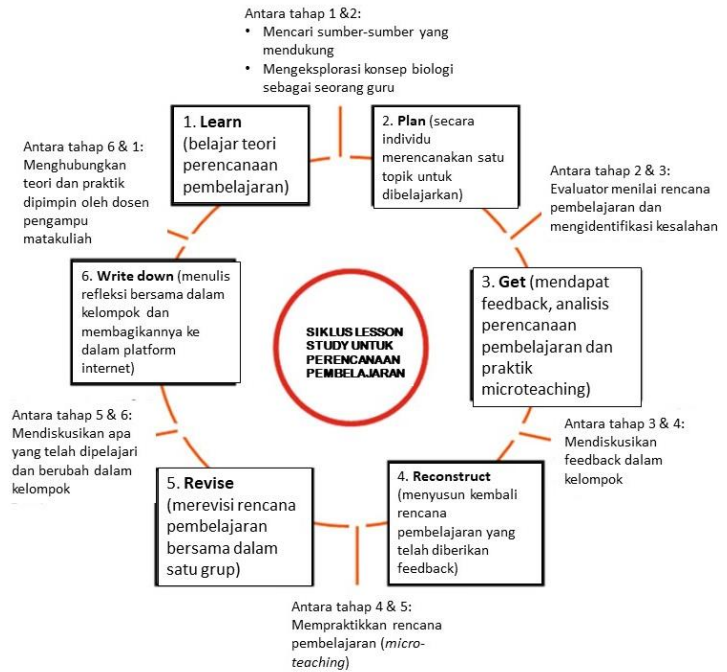 Antara tahap 1 &2:
• Mencari sumber-sumber yang
mendukung
• Mengeksplorasi konsep biologi
sebagai seorang guru
1. Learn
(belajar teori
perencanaan
pembelajaran)
2. Plan (secara
individu
merencanakan satu
topik untuk
dibelajarkan)
Antara tahap 2 & 3:
Evaluator menilai rencana
pembelajaran dan
mengidentifikasi kesalahan
3. Get (mendapat
feedback, analisis
perencanaan
pembelajaran dan
praktik
microteaching)
Antara tahap 3 & 4:
Mendiskusikan
feedback dalam
kelompok
4. Reconstruct
(menyusun kembali
rencana
pembelajaran yang
telah diberikan
feedback)
Antara tahap 4 & 5:
Mempraktikkan rencana
pembelajaran (micro-
teaching)
5. Revise
(merevisi rencana
pembelajaran
bersama dalam
satu grup)
Antara tahap 5 & 6:
Mendiskusikan apa
yang telah dipelajari
dan berubah dalam
kelompok
6. Write down (menulis
refleksi bersama dalam
kelompok dan
membagikannya ke
dalam platform
internet)
Antara tahap 6 & 1:
Menghubungkan
teori dan praktik
dipimpin oleh dosen
pengampu
matakuliah
SIKLUS LESSON
STUDY UNTUK
PERENCANAAN
PEMBELAJARAN